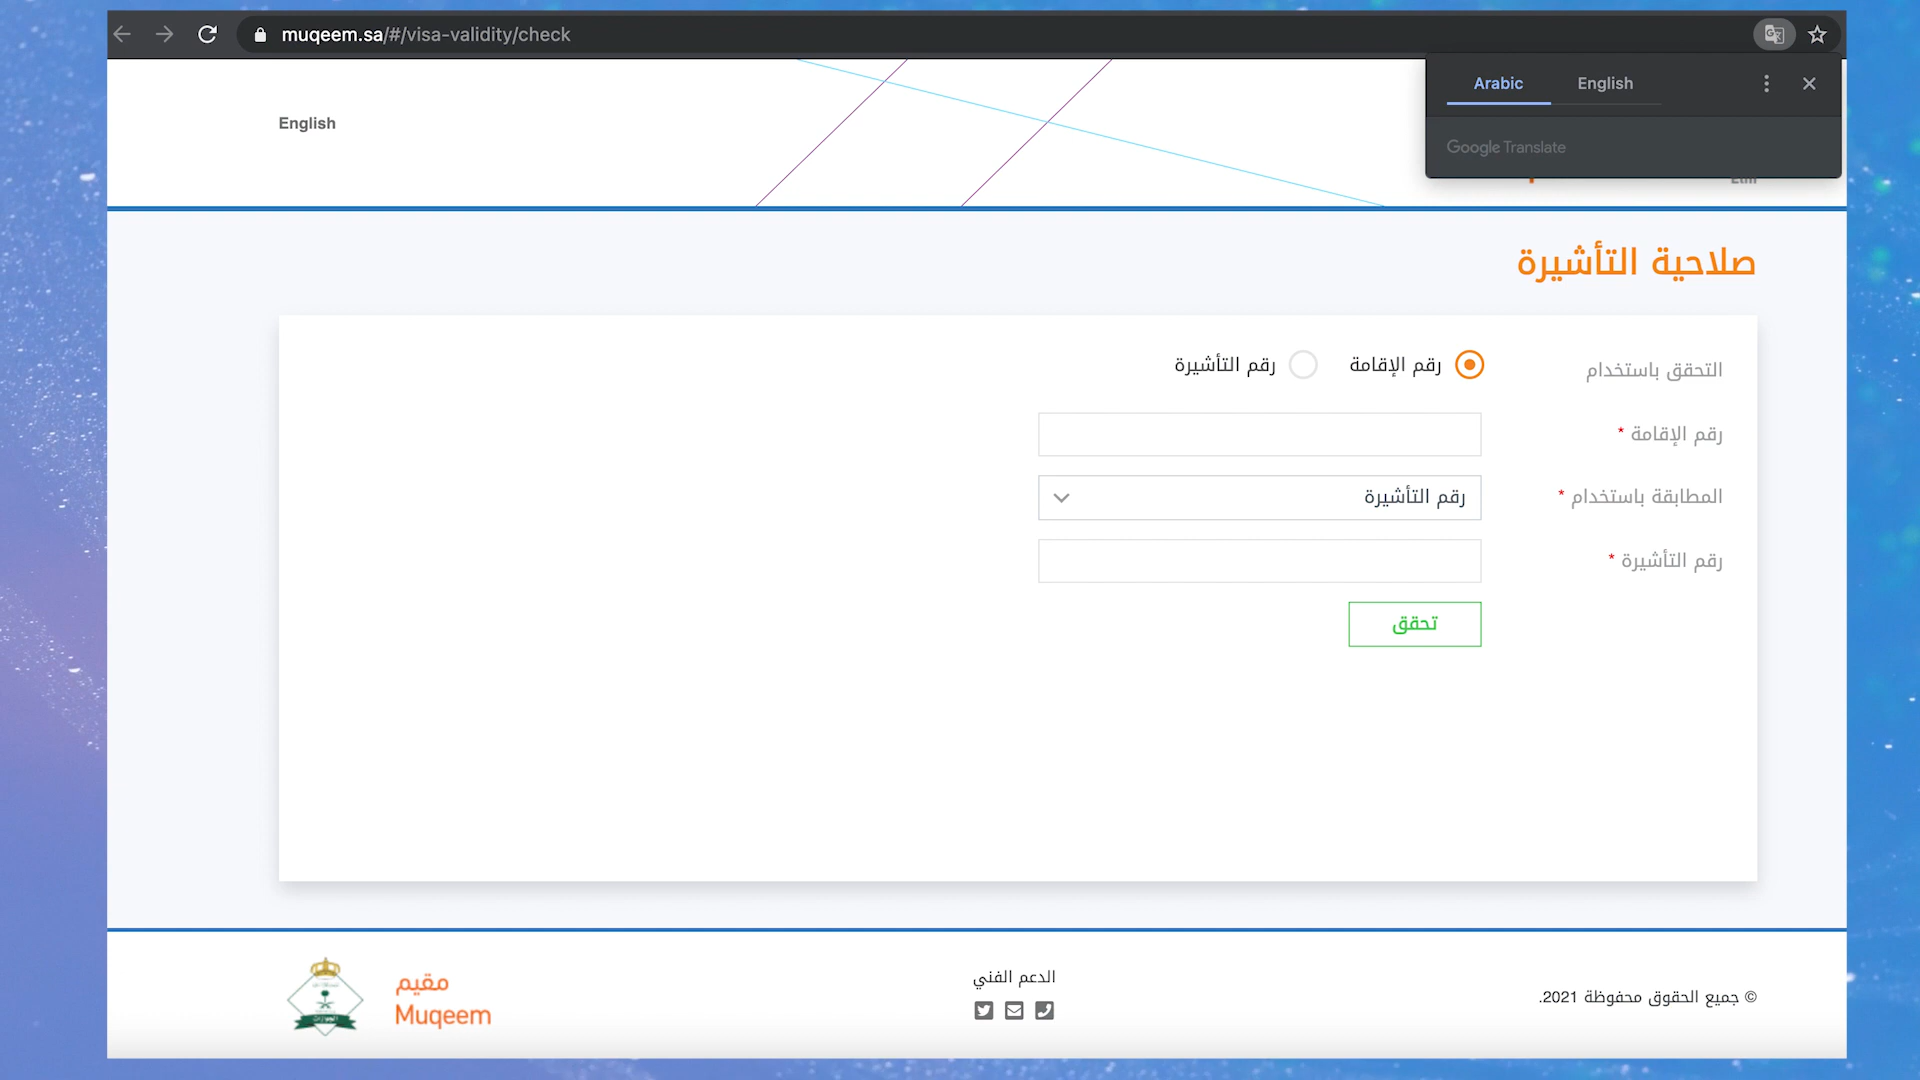 muqeem.sa/#/visa-validity/check
Arabic English
Google Translate
English
صلاحية التأشيرة
التحقق باستخدام رقم الإقامة رقم التأشيرة
رقم الإقامة *
المطابقة باستخدام * رقم التأشيرة
رقم التأشيرة *
تحقق
© جميع الحقوق محفوظة 2021.
الدعم الفني
مقيم
Muqeem